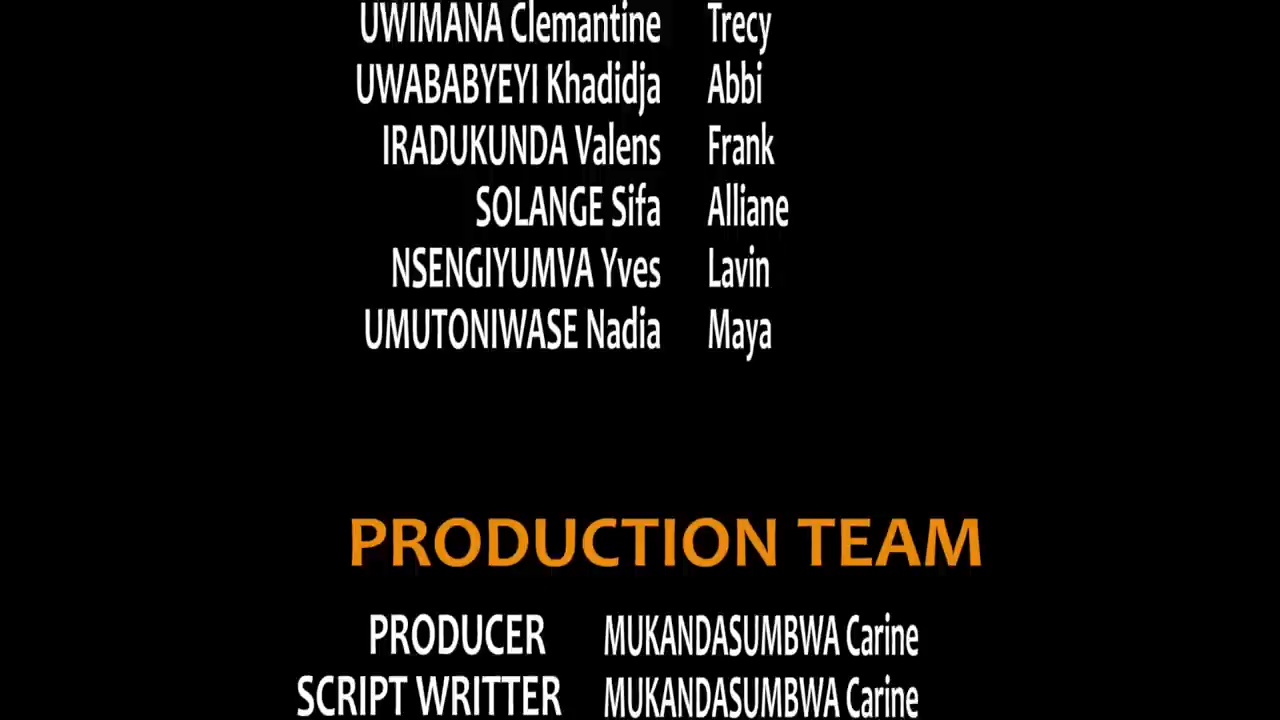 UWIMANA Clemantine Trecy
UWABABYEYI Khadidja Abbi
IRADUKUNDA Valens Frank
SOLANGE Sifa Alliane
NSENGIYUMVA Yves Lavin
UMUTONIWASE Nadia Maya
PRODUCTION TEAM
PRODUCER MUKANDASUMBWA Carine
SCRIPT WRITTER MUKANDASUMBWA Carine